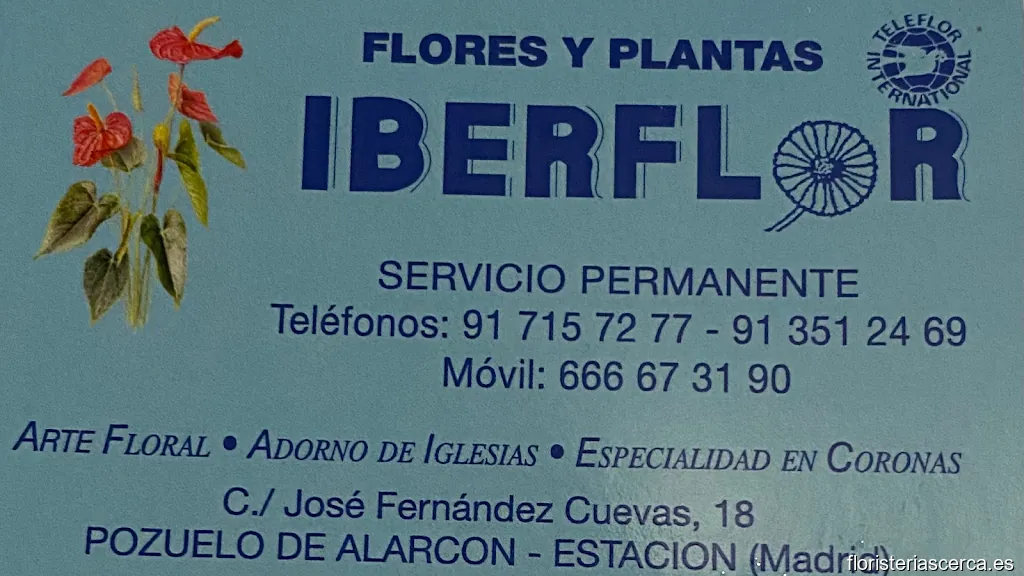 FLORES Y PLANTAS
TELEFLOR INTERNATIONAL
IBERFLOR
SERVICIO PERMANENTE
Teléfonos: 91 715 72 77 - 91 351 24 69
Móvil: 666 67 31 90
ARTE FLORAL • ADORNO DE IGLESIAS • ESPECIALIDAD EN CORONAS
C./ José Fernández Cuevas, 18
POZUELO DE ALARCON - ESTACION (Madrid)
floristeriascerca.es